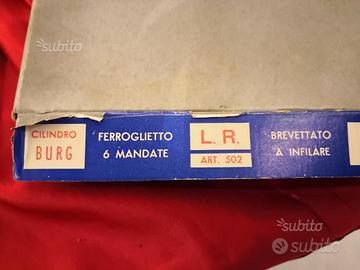 subito
CILINDRO
BURG
FERROGLIETTO
6 MANDATE
L. R.
ART. 502
BREVETTATO
A INFILARE
subito
subito